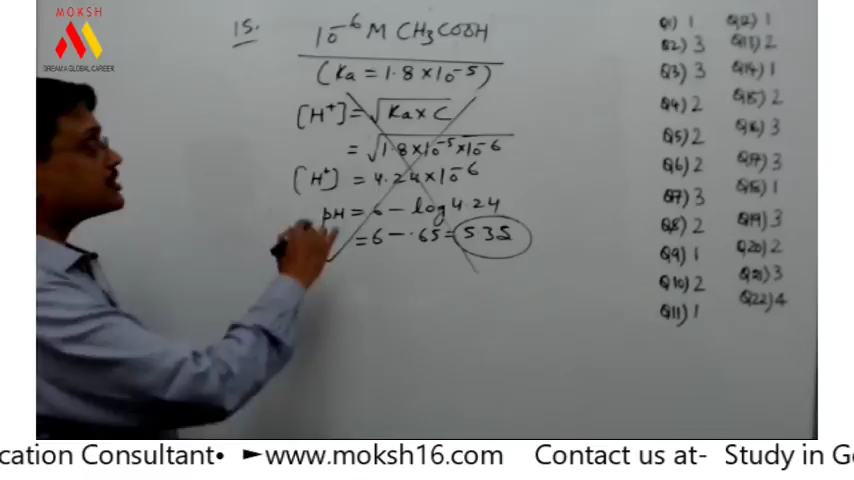 MOKSH
DREAM A GLOBAL CAREER
15.
10⁻⁶ M CH₃COOH
(Ka = 1.8 × 10⁻⁵)
[H⁺] = √Ka × C
= √1.8 × 10⁻⁵ × 10⁻⁶
[H⁺] = 4.24 × 10⁻⁶
pH = 6 - log 4.24
= 6 - .65 = 5.35
Q1) 1
Q2) 3
Q3) 3
Q4) 2
Q5) 2
Q6) 2
Q7) 3
Q8) 2
Q9) 1
Q10) 2
Q11) 1
Q12) 1
Q13) 2
Q14) 1
Q15) 2
Q16) 3
Q17) 3
Q18) 1
Q19) 3
Q20) 2
Q21) 3
Q22) 4
cation Consultant• ►www.moksh16.com Contact us at- Study in Ge